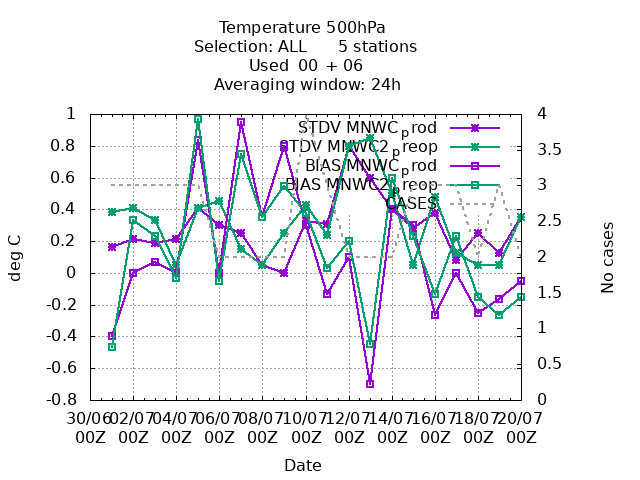 Temperature 500hPa
Selection: ALL      5 stations
Used  00 + 06
Averaging window: 24h
STDV MNWC_prod
STDV MNWC2_preop
BIAS MNWC_prod
BIAS MNWC2_preop
CASES
1
0.8
0.6
0.4
0.2
0
-0.2
-0.4
-0.6
-0.8
deg C
4
3.5
3
2.5
2
1.5
1
0.5
0
No cases
30/06 02/07 04/07 06/07 08/07 10/07 12/07 14/07 16/07 18/07 20/07
00Z 00Z 00Z 00Z 00Z 00Z 00Z 00Z 00Z 00Z 00Z
Date